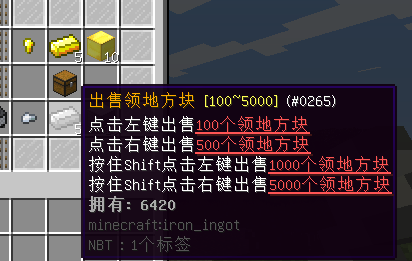 5
10
5
出售领地方块 [100~5000] (#0265)
点击左键出售100个领地方块
点击右键出售500个领地方块
按住Shift点击左键出售1000个领地方块
按住Shift点击右键出售5000个领地方块
拥有: 6420
minecraft:iron_ingot
NBT：1个标签